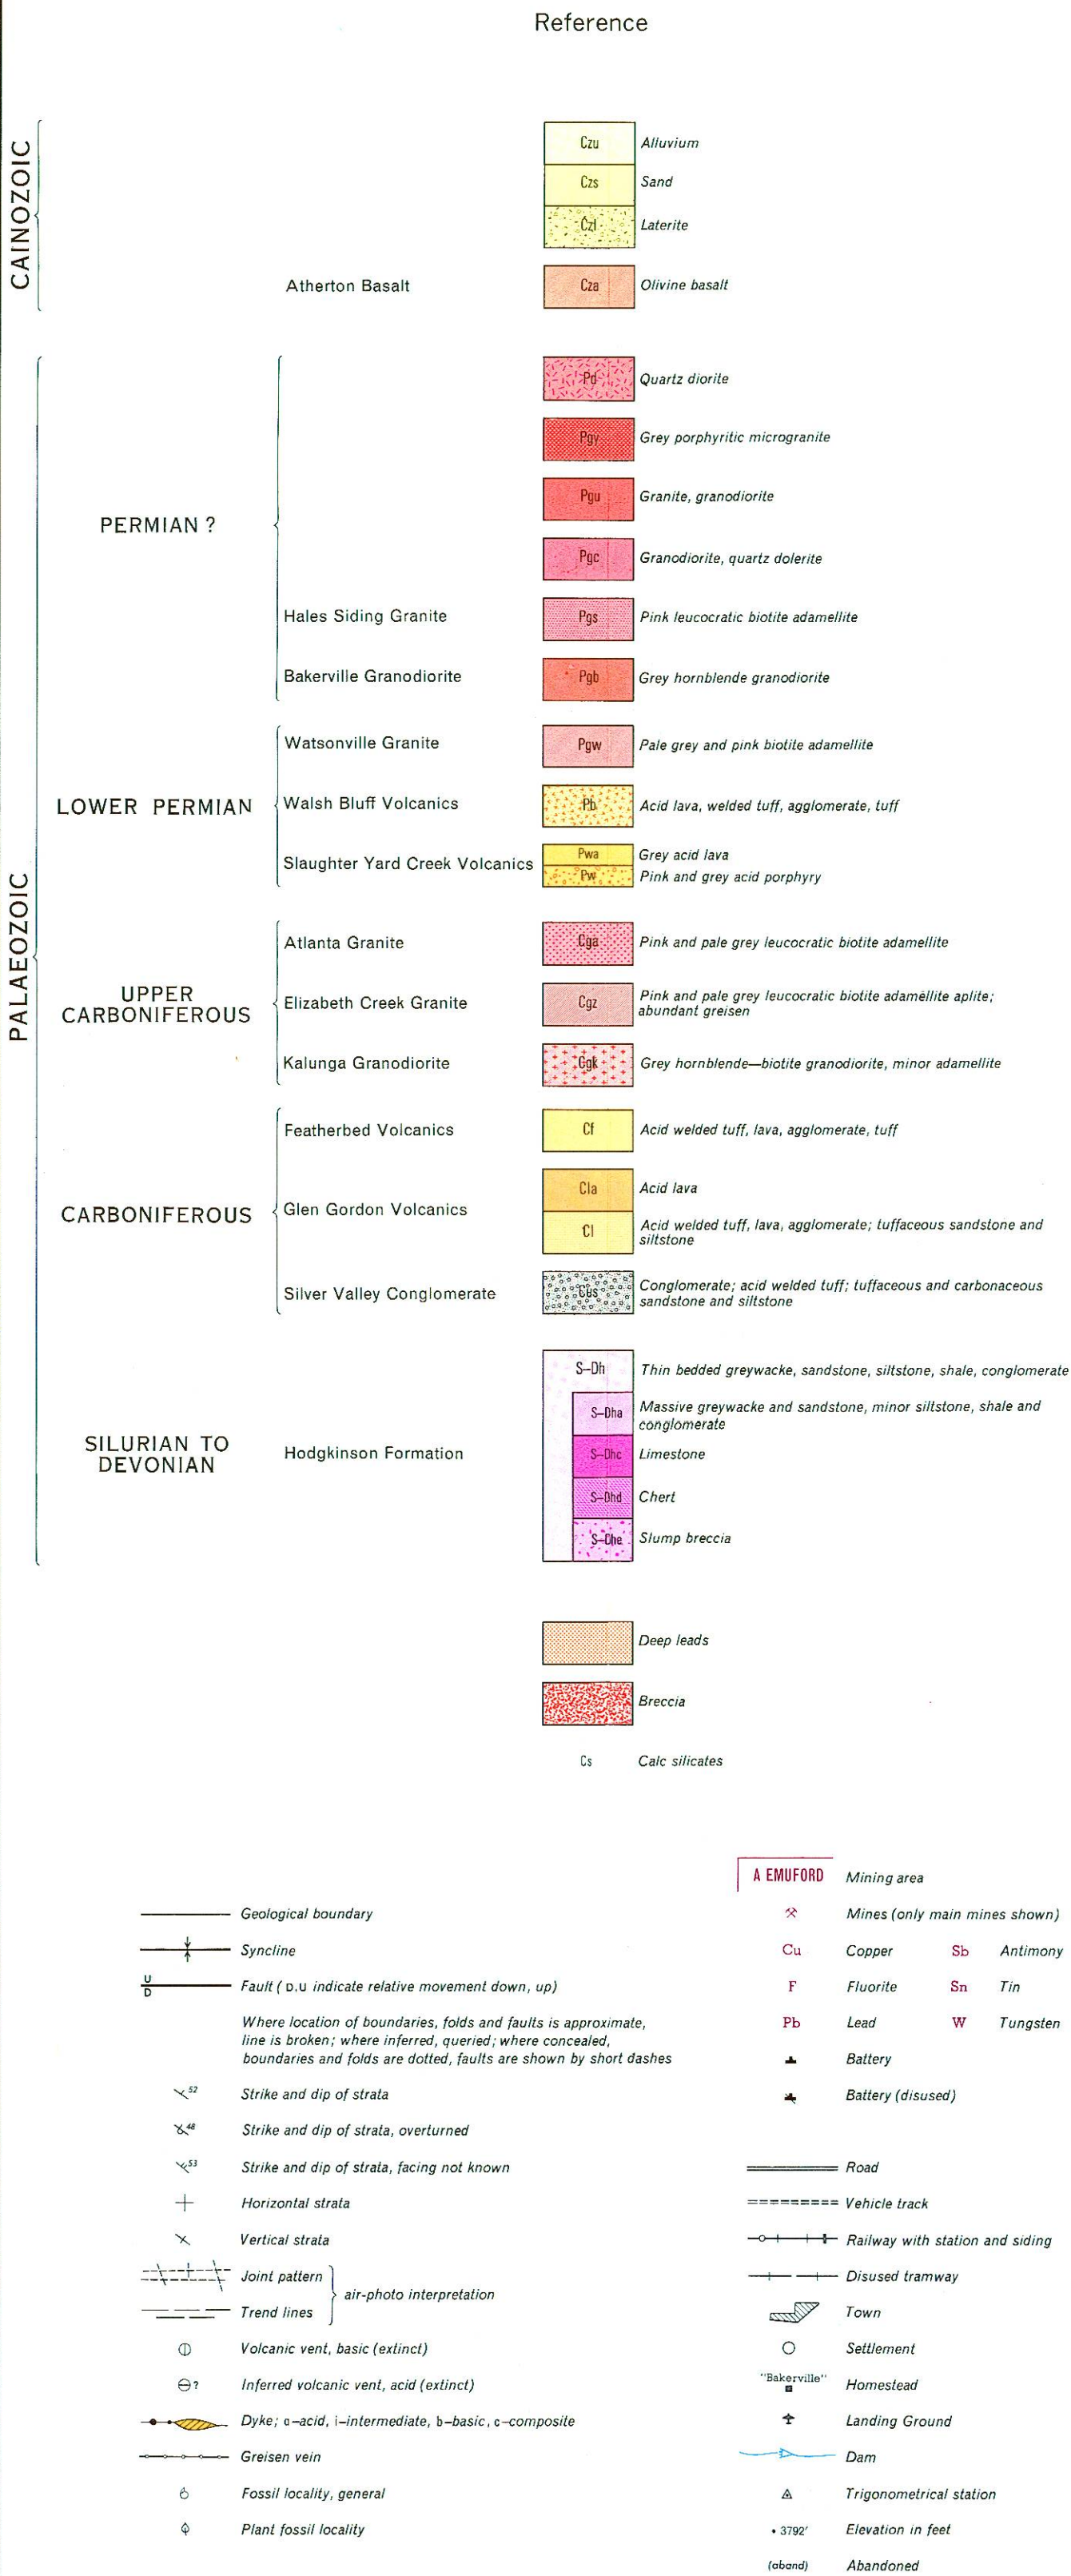 Reference
CAINOZOIC
Czu Alluvium
Czs Sand
Czl Laterite
Atherton Basalt Cza Olivine basalt
PALAEOZOIC
PERMIAN ?
Pd Quartz diorite
Pgy Grey porphyritic microgranite
Pgu Granite, granodiorite
Pgc Granodiorite, quartz dolerite
Hales Siding Granite Pgs Pink leucocratic biotite adamellite
Bakerville Granodiorite Pgb Grey hornblende granodiorite
LOWER PERMIAN
Watsonville Granite Pgw Pale grey and pink biotite adamellite
Walsh Bluff Volcanics Pb Acid lava, welded tuff, agglomerate, tuff
Slaughter Yard Creek Volcanics
Pwa Grey acid lava
Pw Pink and grey acid porphyry
UPPER
CARBONIFEROUS
Atlanta Granite Cga Pink and pale grey leucocratic biotite adamellite
Elizabeth Creek Granite Cgz Pink and pale grey leucocratic biotite adamellite aplite;
abundant greisen
Kalunga Granodiorite Cgk Grey hornblende—biotite granodiorite, minor adamellite
CARBONIFEROUS
Featherbed Volcanics Cf Acid welded tuff, lava, agglomerate, tuff
Glen Gordon Volcanics
Cla Acid lava
Cl Acid welded tuff, lava, agglomerate; tuffaceous sandstone and
siltstone
Silver Valley Conglomerate Cus Conglomerate; acid welded tuff; tuffaceous and carbonaceous
sandstone and siltstone
SILURIAN TO
DEVONIAN
Hodgkinson Formation
S–Dh Thin bedded greywacke, sandstone, siltstone, shale, conglomerate
S–Dha Massive greywacke and sandstone, minor siltstone, shale and
conglomerate
S–Dhc Limestone
S–Dhd Chert
S–Dhe Slump breccia
Deep leads
Breccia
Cs Calc silicates
Geological boundary
Syncline
U
D
Fault ( D,U indicate relative movement down, up)
Where location of boundaries, folds and faults is approximate,
line is broken; where inferred, queried; where concealed,
boundaries and folds are dotted, faults are shown by short dashes
52 Strike and dip of strata
48 Strike and dip of strata, overturned
53 Strike and dip of strata, facing not known
Horizontal strata
Vertical strata
Joint pattern
Trend lines
air-photo interpretation
Volcanic vent, basic (extinct)
? Inferred volcanic vent, acid (extinct)
Dyke; a–acid, i–intermediate, b–basic, c–composite
Greisen vein
Fossil locality, general
Plant fossil locality
A EMUFORD Mining area
Mines (only main mines shown)
Cu Copper Sb Antimony
F Fluorite Sn Tin
Pb Lead W Tungsten
Battery
Battery (disused)
Road
Vehicle track
Railway with station and siding
Disused tramway
Town
Settlement
"Bakerville" Homestead
Landing Ground
Dam
Trigonometrical station
3792' Elevation in feet
(aband) Abandoned